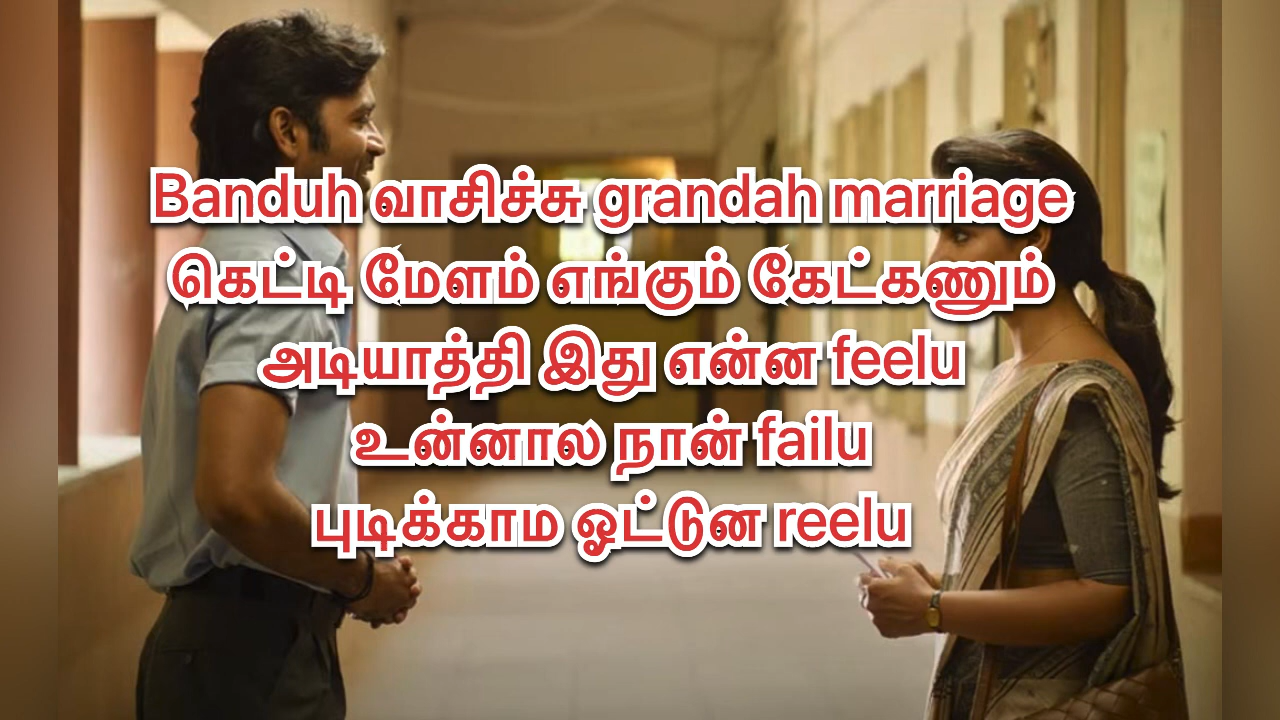 Banduh வாசிச்சு grandah marriage
கெட்டி மேளம் எங்கும் கேட்கணும்
அடியாத்தி இது என்ன feelu
உன்னால நான் failu
புடிக்காம ஓட்டுன reelu